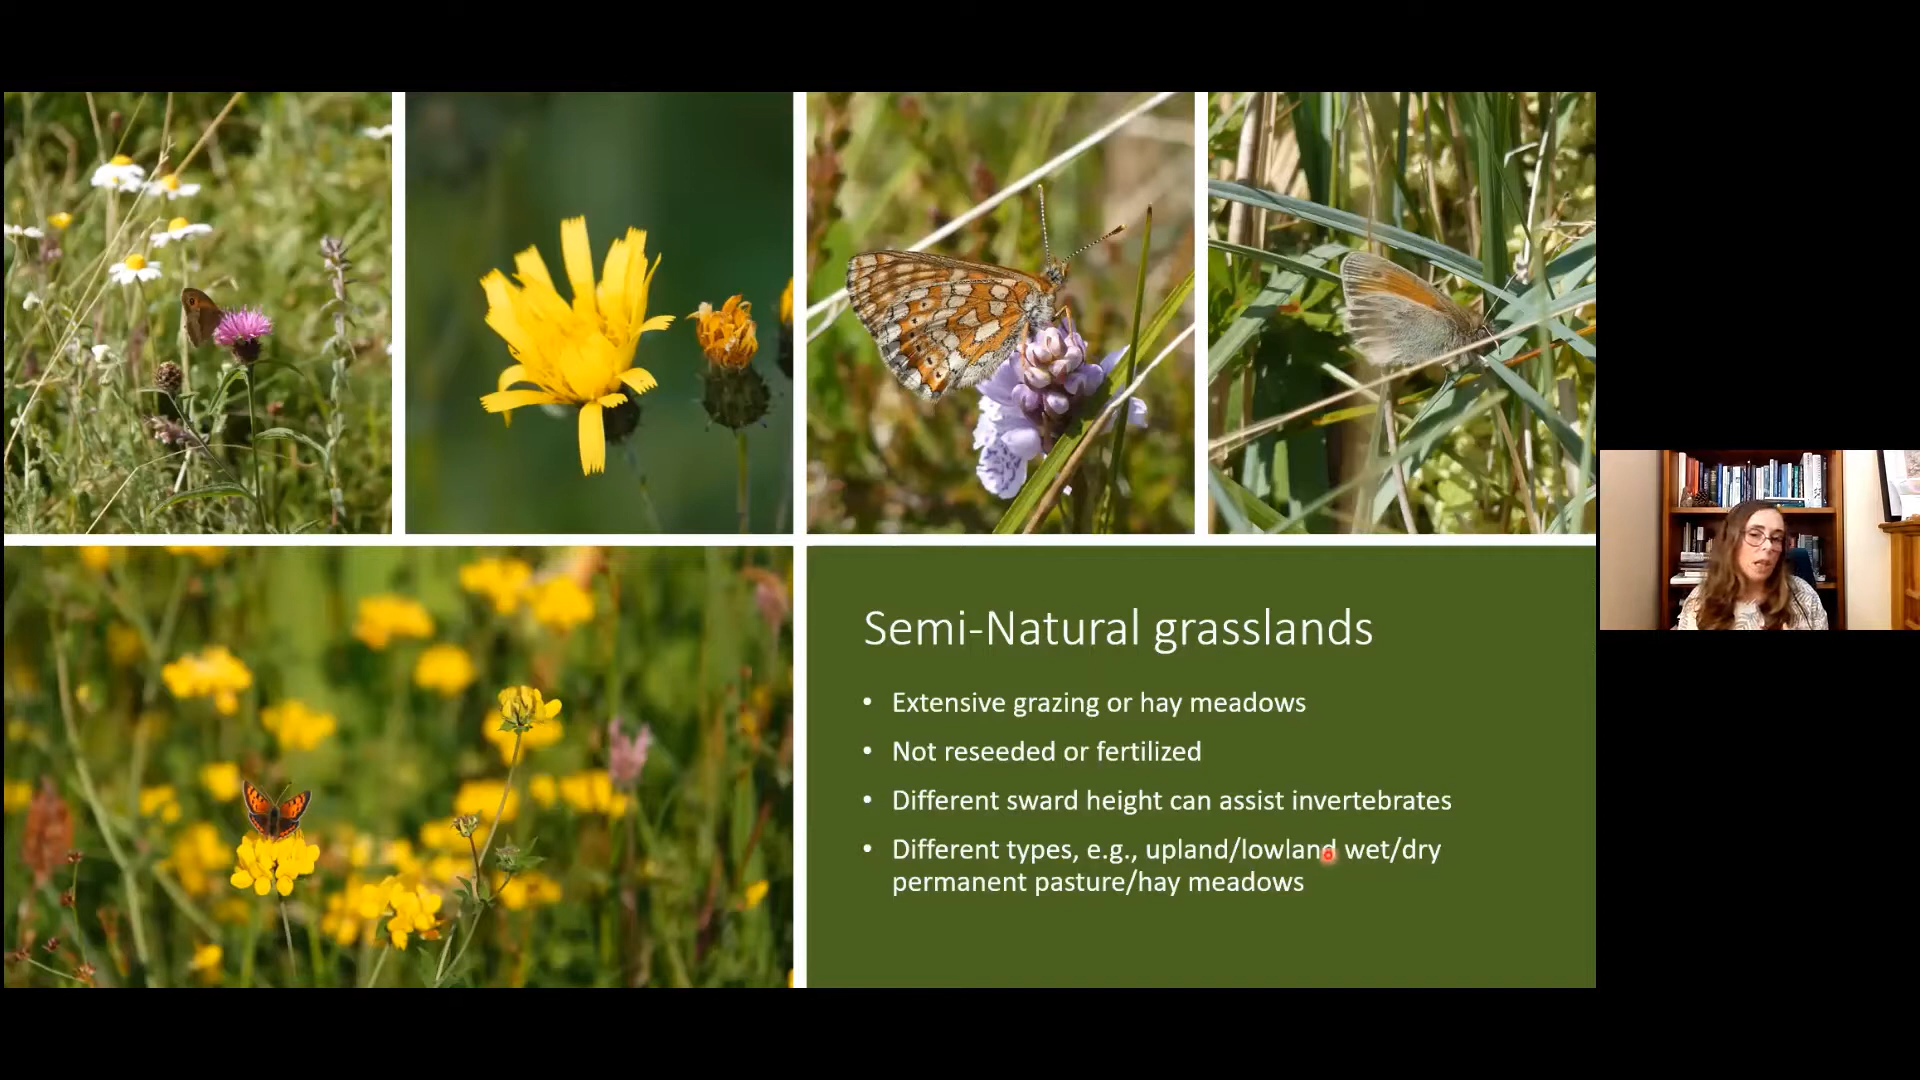 Semi-Natural grasslands
• Extensive grazing or hay meadows
• Not reseeded or fertilized
• Different sward height can assist invertebrates
• Different types, e.g., upland/lowland wet/dry
permanent pasture/hay meadows